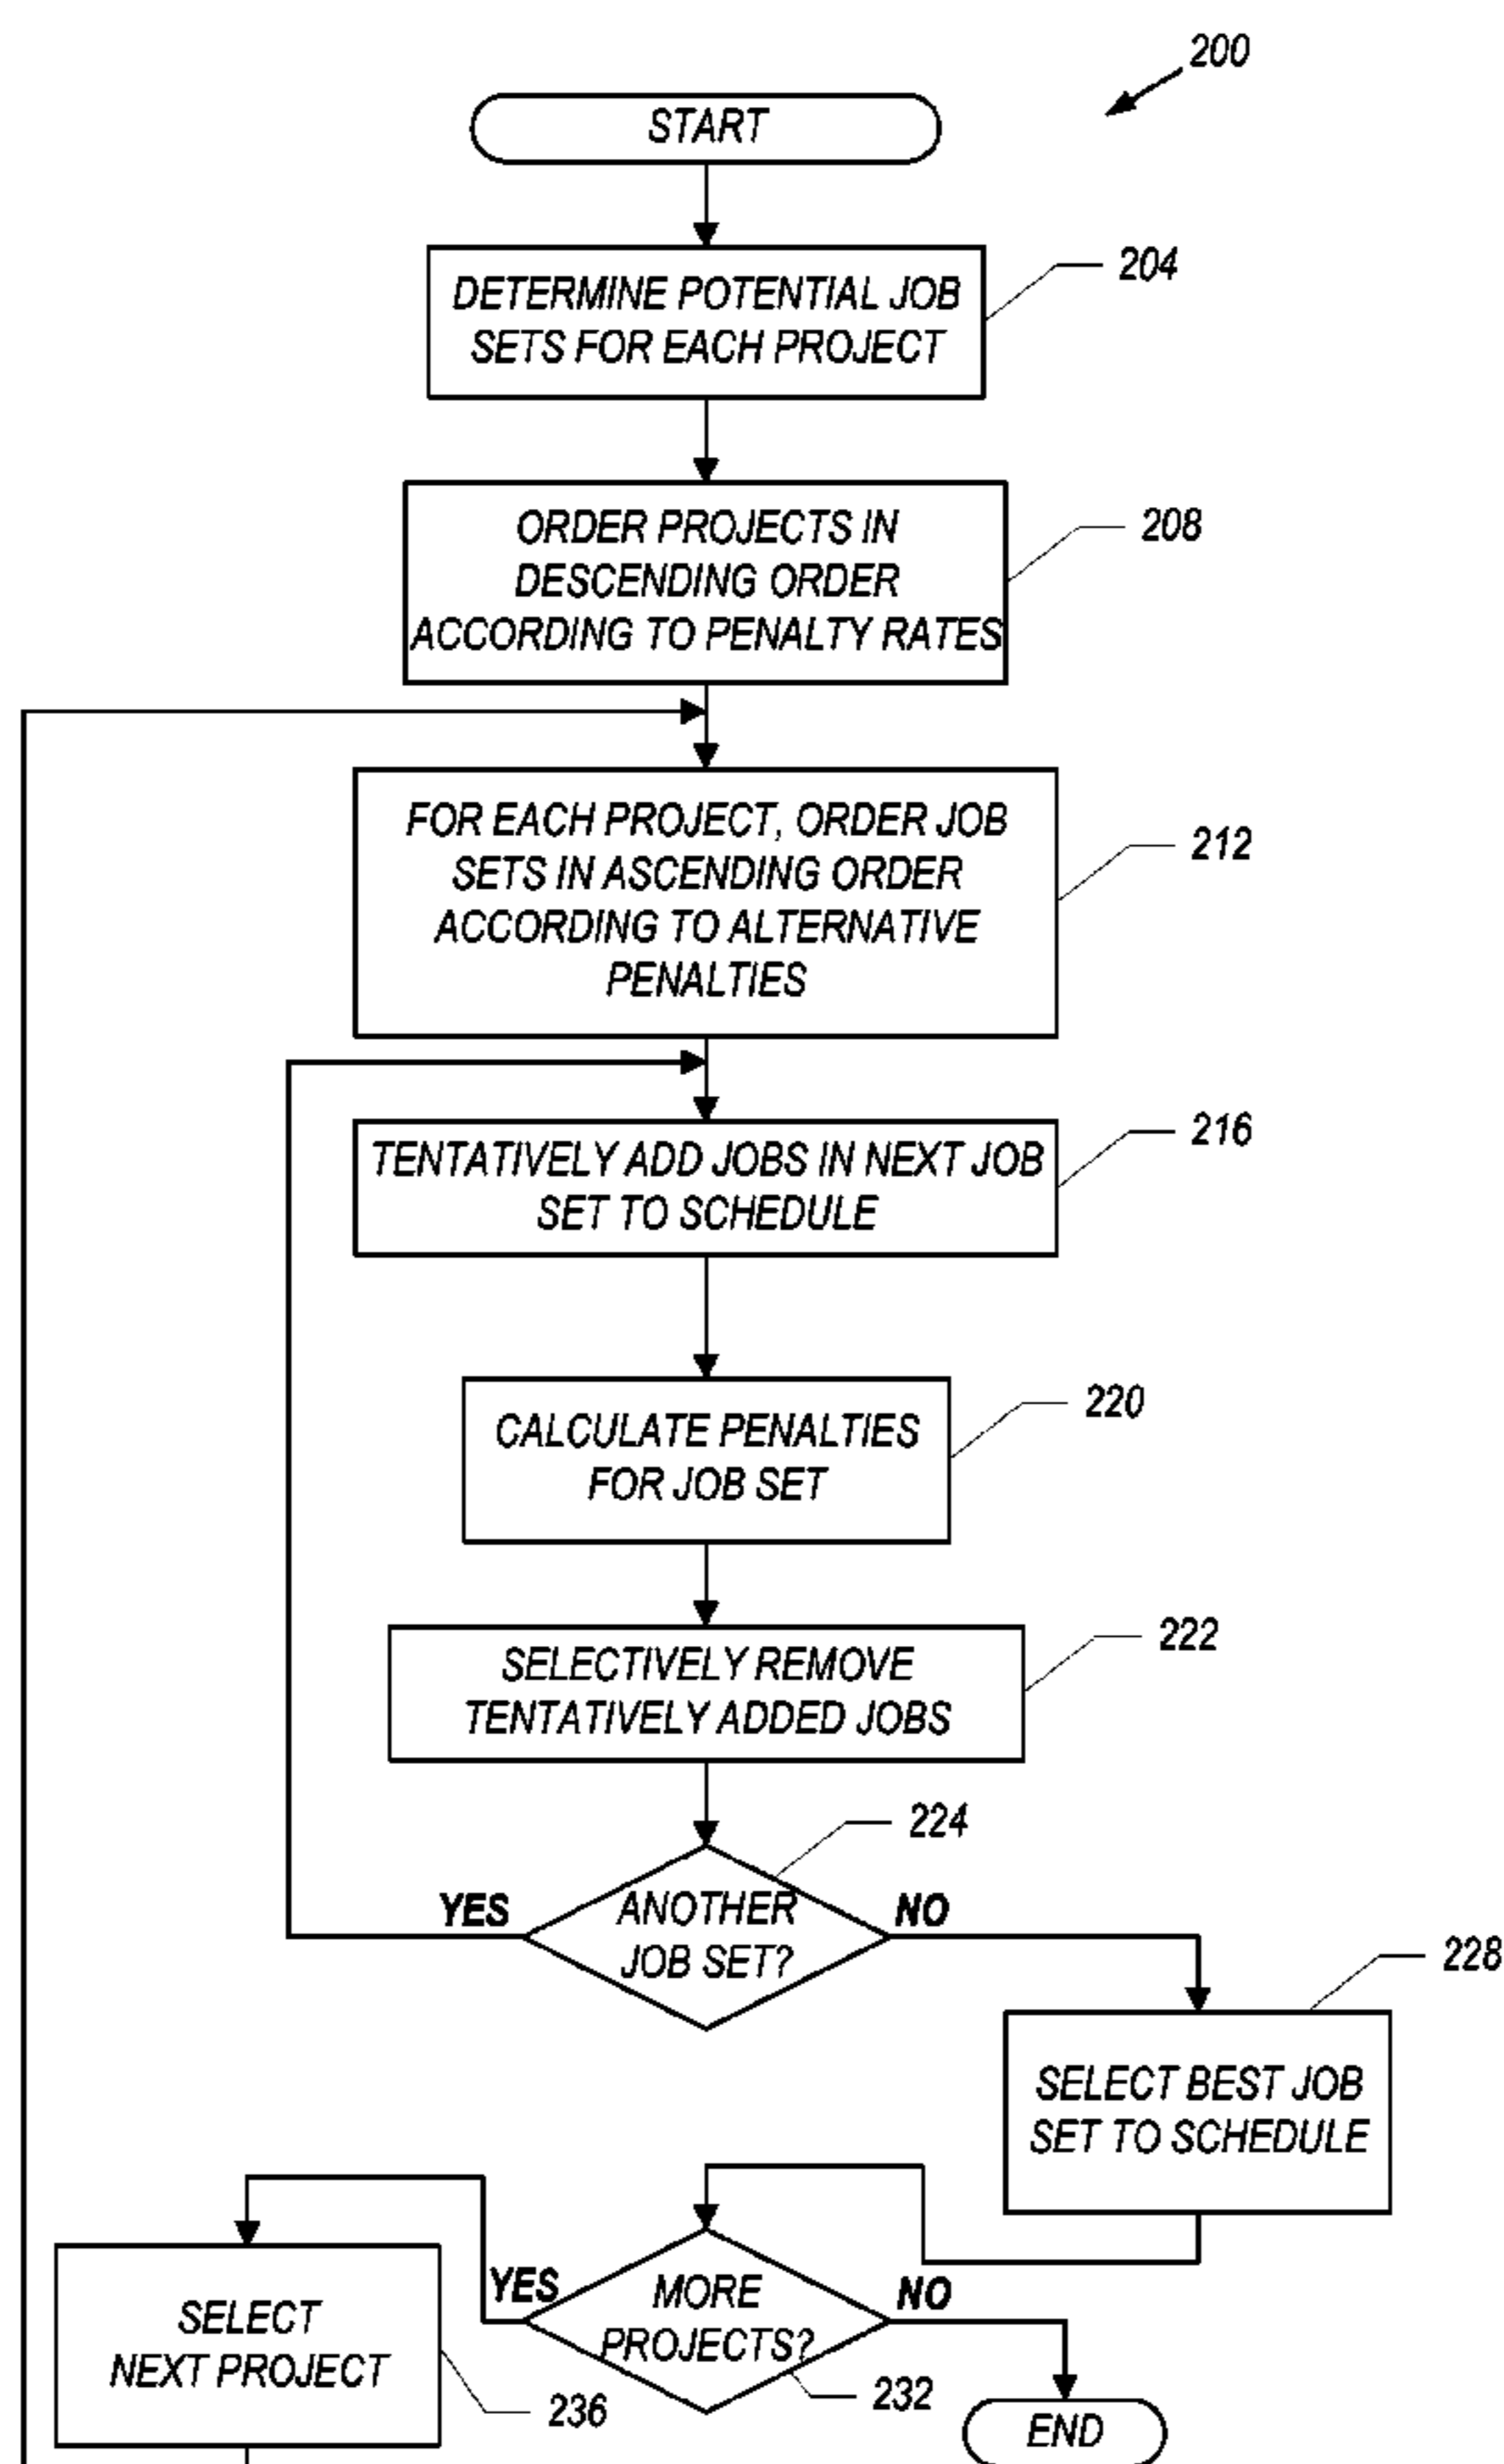 200
START
DETERMINE POTENTIAL JOB
SETS FOR EACH PROJECT
204
ORDER PROJECTS IN
DESCENDING ORDER
ACCORDING TO PENALTY RATES
208
FOR EACH PROJECT, ORDER JOB
SETS IN ASCENDING ORDER
ACCORDING TO ALTERNATIVE
PENALTIES
212
TENTATIVELY ADD JOBS IN NEXT JOB
SET TO SCHEDULE
216
CALCULATE PENALTIES
FOR JOB SET
220
SELECTIVELY REMOVE
TENTATIVELY ADDED JOBS
222
224
YES
ANOTHER
JOB SET?
NO
228
SELECT BEST JOB
SET TO SCHEDULE
YES
MORE
PROJECTS?
NO
232
SELECT
NEXT PROJECT
236
END